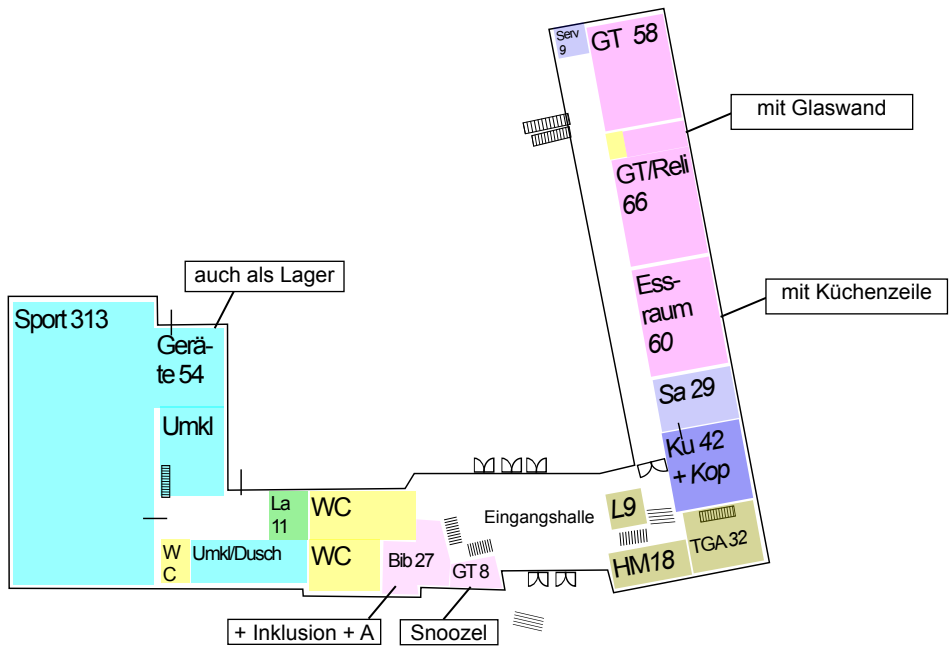 Serv
9
GT 58
mit Glaswand
GT/Reli
66
auch als Lager
Ess-
raum
60
mit Küchenzeile
Sport 313
Gerä-
te 54
Sa 29
Umkl
Ku 42
+ Kop
La
11
WC
Eingangshalle
L9
W
C
Umkl/Dusch
WC
Bib 27
GT 8
HM 18
TGA 32
+ Inklusion + A
Snoozel